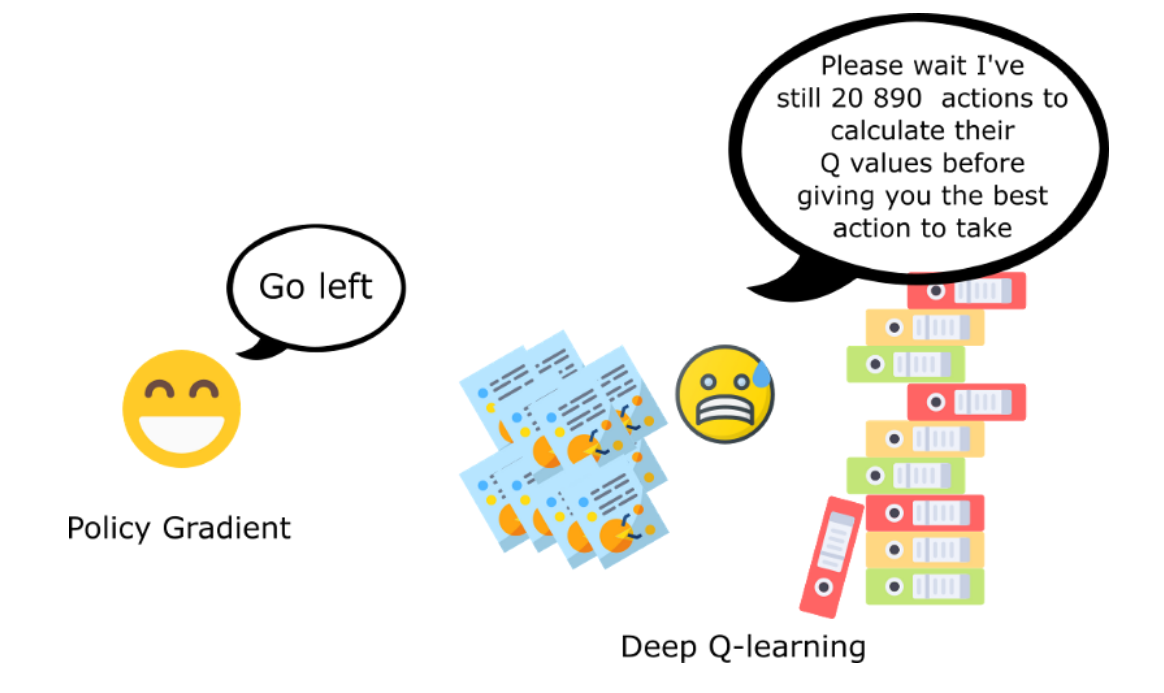 Please wait I've
still 20 890 actions to
calculate their
Q values before
giving you the best
action to take
Go left
Policy Gradient
Deep Q-learning